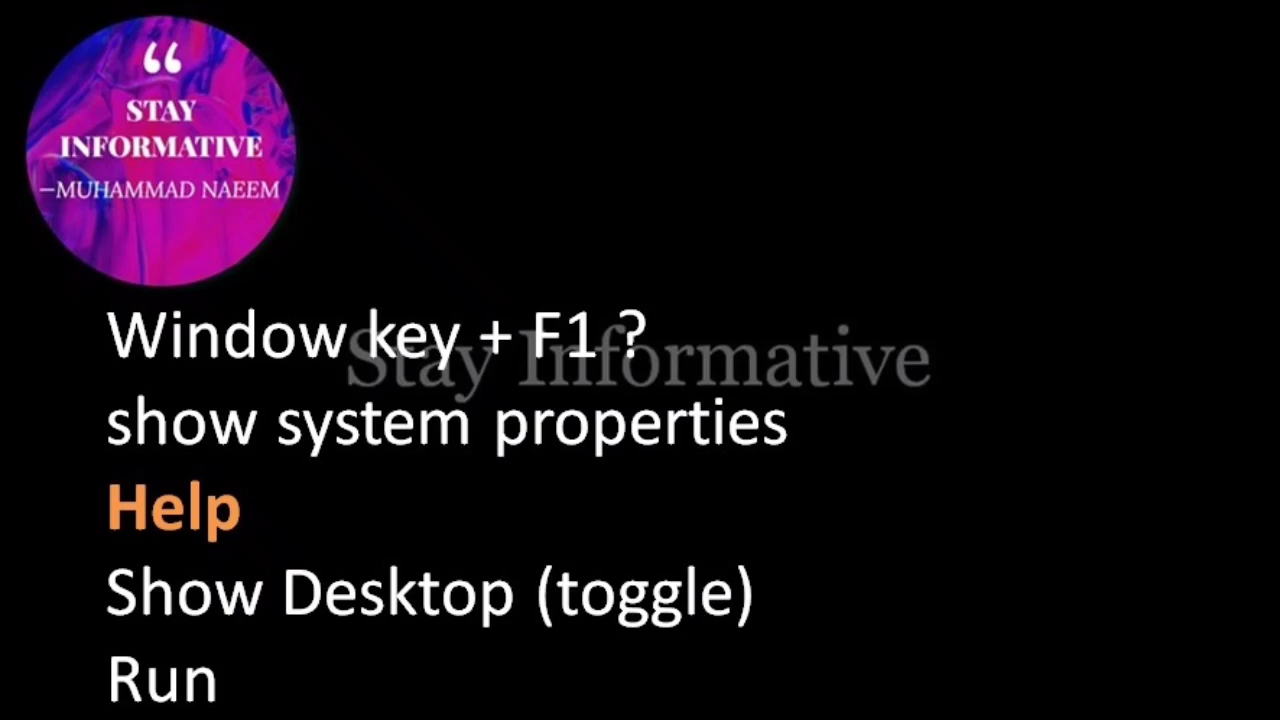 “
STAY
INFORMATIVE
–MUHAMMAD NAEEM
Window key + F1 ?
Stay Informative
show system properties
Help
Show Desktop (toggle)
Run